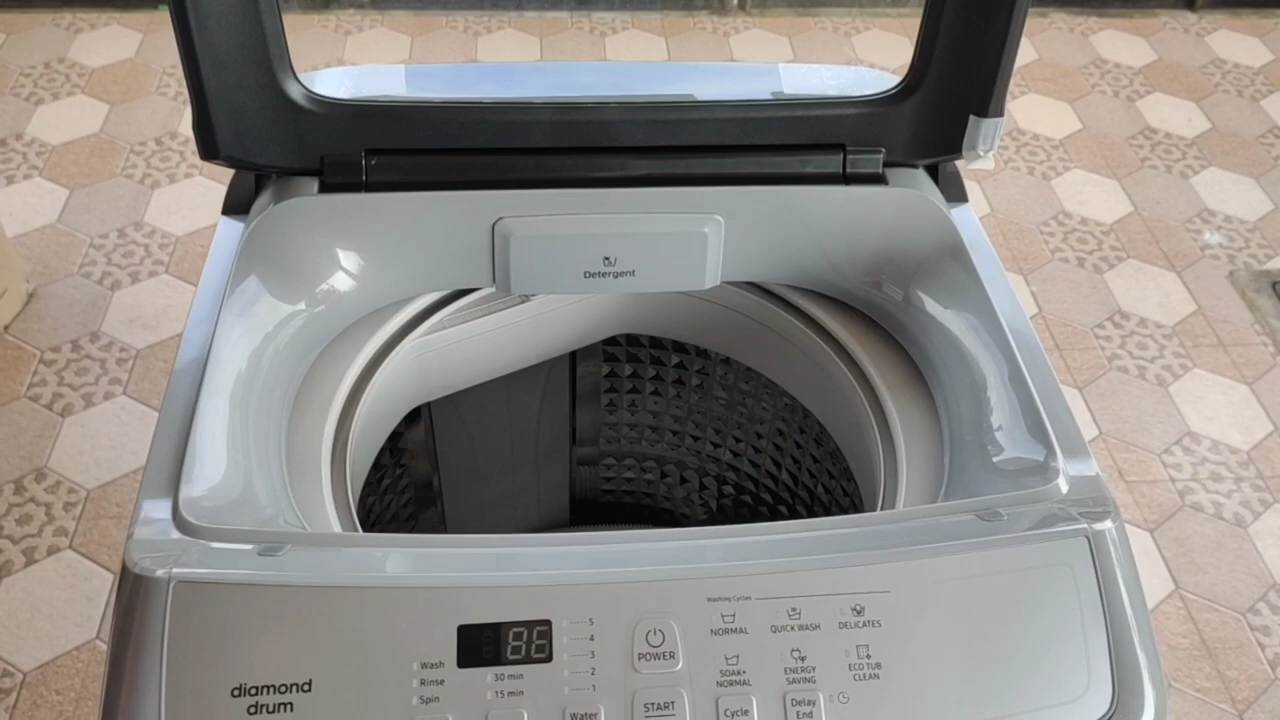 Detergent
Washing Cycles
88
5
4
3
2
1
Wash
Rinse
Spin
30 min
15 min
Water
POWER
START
NORMAL
QUICK WASH
DELICATES
SOAK+
NORMAL
ENERGY
SAVING
ECO TUB
CLEAN
Cycle
Delay
End
diamond
drum